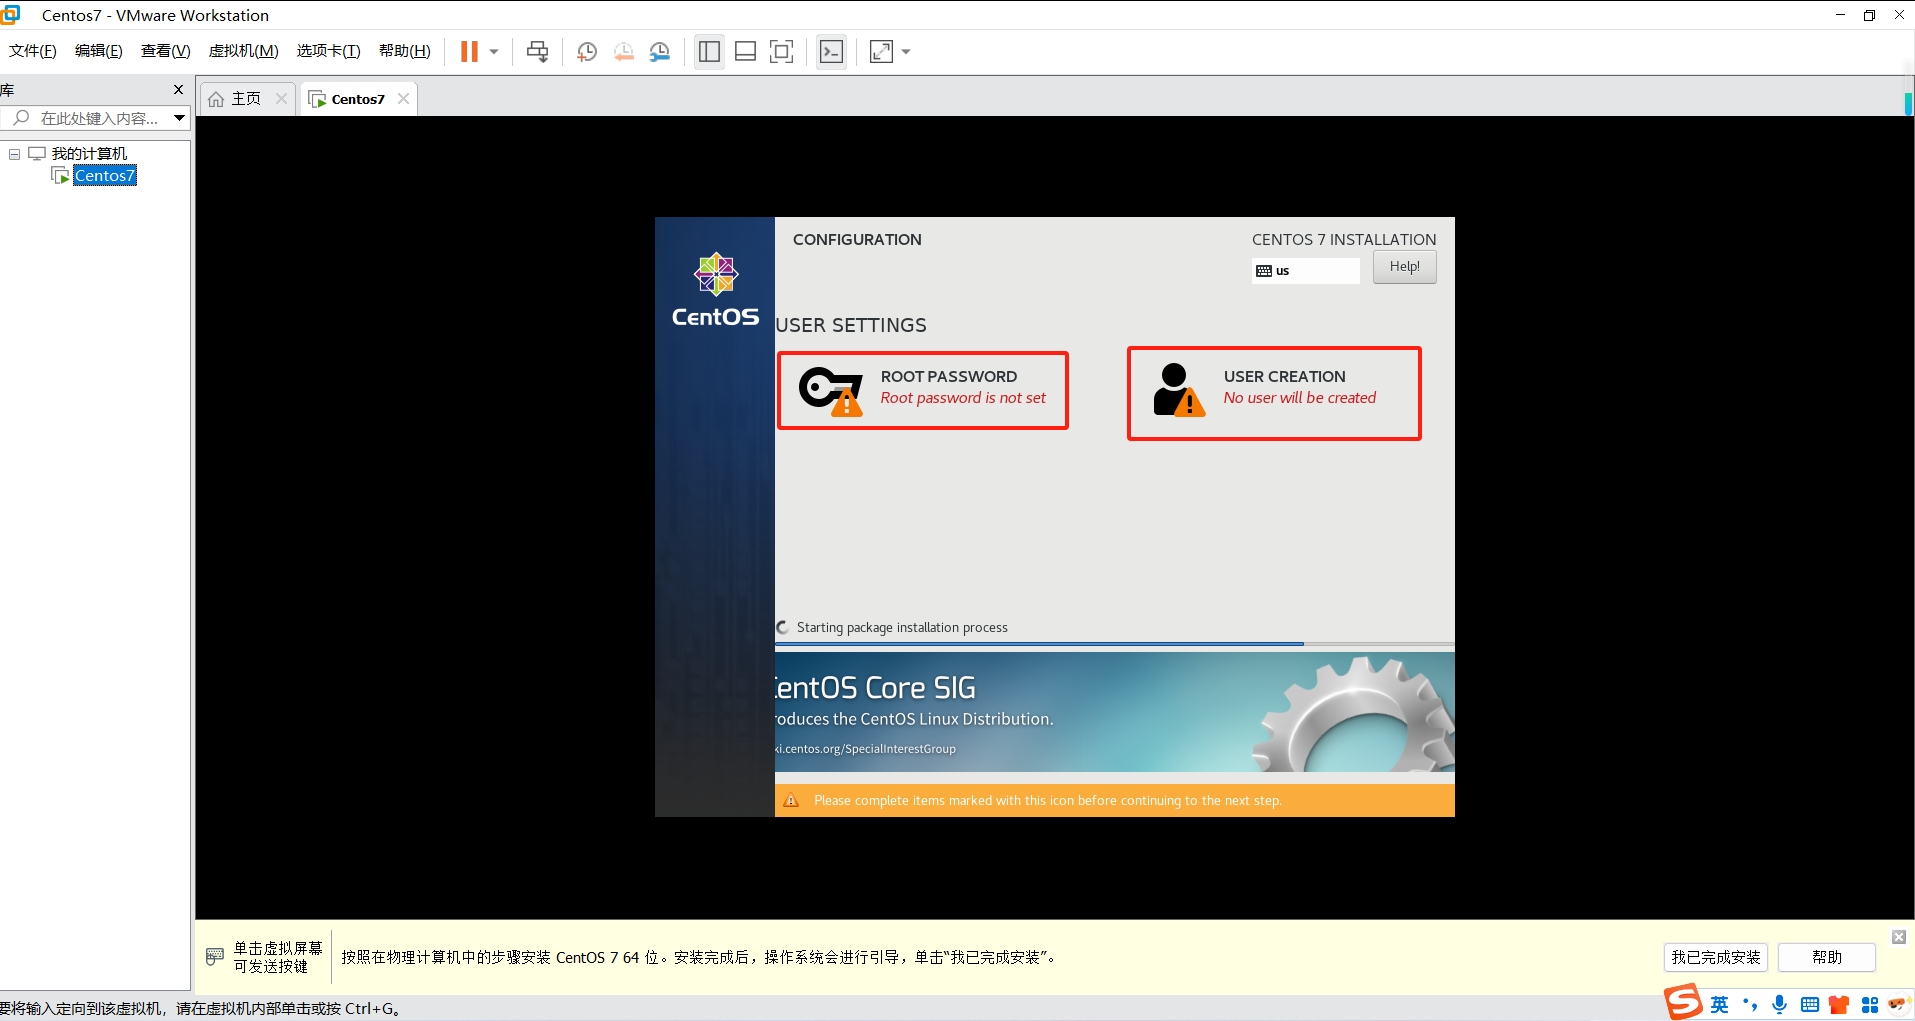 Centos7 - VMware Workstation
文件(F) 编辑(E) 查看(V) 虚拟机(M) 选项卡(T) 帮助(H)
库
在此处键入内容...
我的计算机
Centos7
主页
Centos7
CentOS
CONFIGURATION
CENTOS 7 INSTALLATION
us
Help!
USER SETTINGS
ROOT PASSWORD
Root password is not set
USER CREATION
No user will be created
Starting package installation process
CentOS Core SIG
roduces the CentOS Linux Distribution.
ki.centos.org/SpecialInterestGroup
Please complete items marked with this icon before continuing to the next step.
单击虚拟屏幕
可发送按键
按照在物理计算机中的步骤安装 CentOS 7 64 位。安装完成后，操作系统会进行引导，单击“我已完成安装”。
我已完成安装
帮助
要将输入定向到该虚拟机，请在虚拟机内部单击或按 Ctrl+G。
S 英